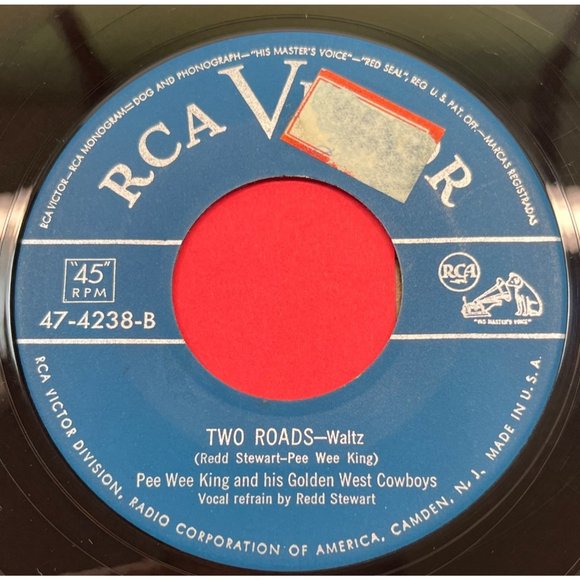 RCA VICTOR—RCA MONOGRAM—DOG AND PHONOGRAPH—"HIS MASTER'S VOICE"—"RED SEAL", REG U. S. PAT. OFF.—MARCAS REGISTRADAS
RCA V R
"45"
RPM
47-4238-B
RCA
"HIS MASTER'S VOICE"
TWO ROADS—Waltz
(Redd Stewart—Pee Wee King)
Pee Wee King and his Golden West Cowboys
Vocal refrain by Redd Stewart
RCA VICTOR DIVISION, RADIO CORPORATION OF AMERICA, CAMDEN, N. J. MADE IN U.S.A.